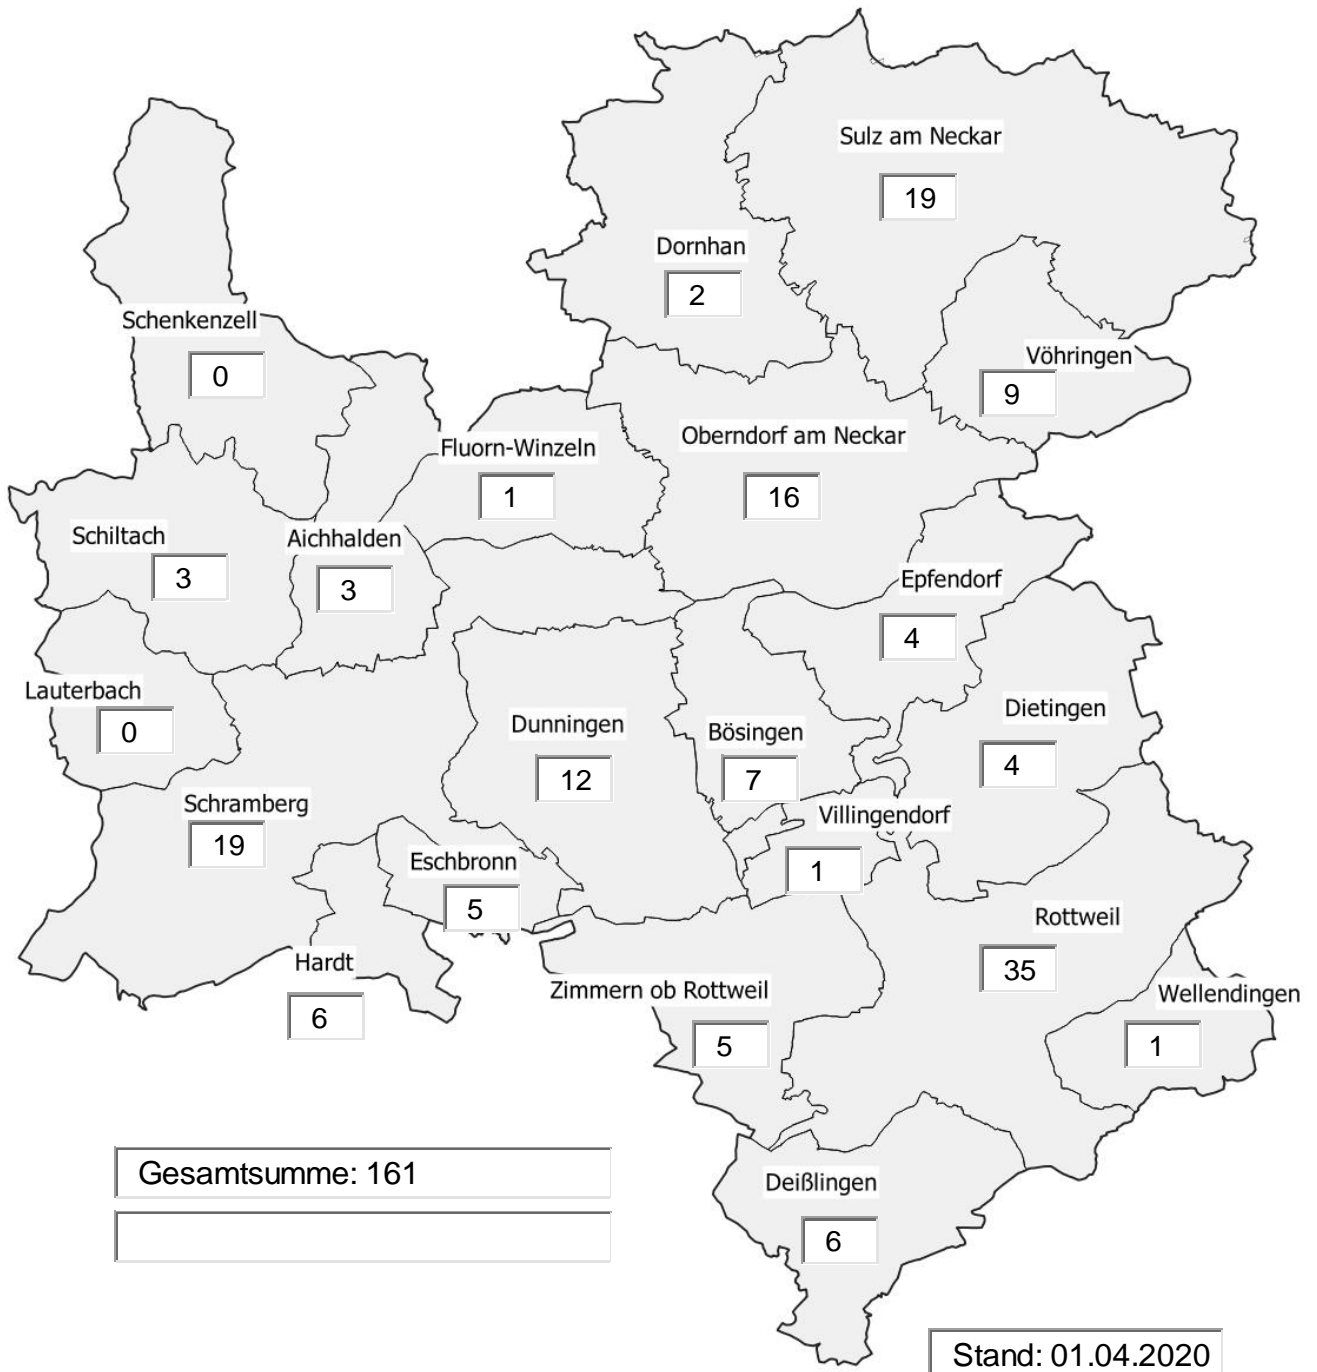 Sulz am Neckar
19
Dornhan
2
Schenkenzell
0
Vöhringen
9
Oberndorf am Neckar
16
Fluorn-Winzeln
1
Schiltach
3
Aichhalden
3
Epfendorf
4
Lauterbach
0
Dietingen
4
Dunningen
12
Bösingen
7
Schramberg
19
Villingendorf
1
Eschbronn
5
Rottweil
35
Hardt
6
Zimmern ob Rottweil
5
Wellendingen
1
Gesamtsumme: 161
Deißlingen
6
Stand: 01.04.2020